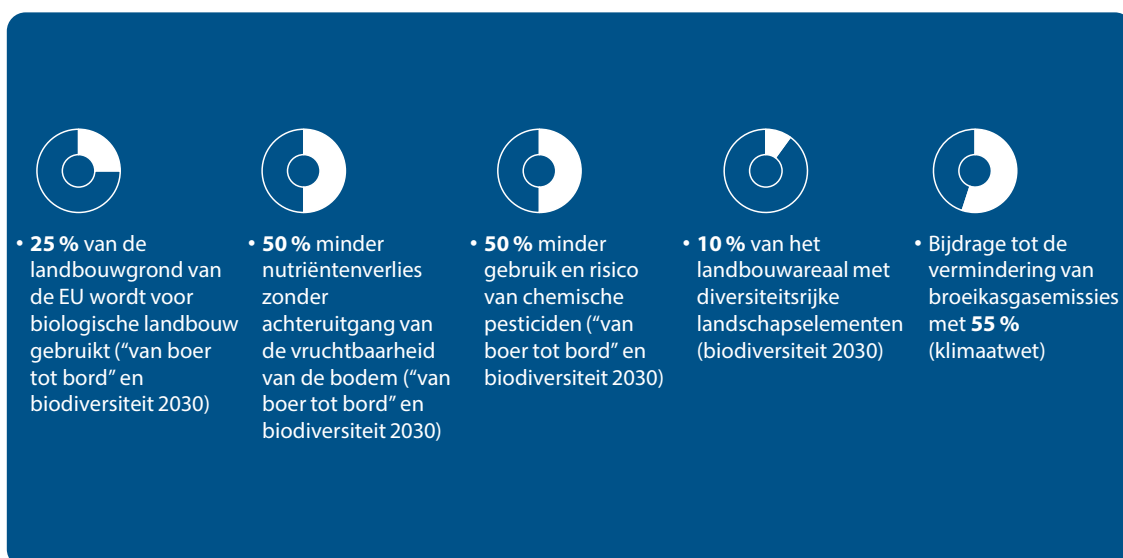 • 25 % van de
landbouwgrond van
de EU wordt voor
biologische landbouw
gebruikt (“van boer
tot bord” en
biodiversiteit 2030)
• 50 % minder
nutriëntenverlies
zonder
achteruitgang van
de vruchtbaarheid
van de bodem (“van
boer tot bord” en
biodiversiteit 2030)
• 50 % minder
gebruik en risico
van chemische
pesticiden (“van
boer tot bord” en
biodiversiteit 2030)
• 10 % van het
landbouwareaal met
diversiteitsrijke
landschapselementen
(biodiversiteit 2030)
• Bijdrage tot de
vermindering van
broeikasgasemissies
met 55 %
(klimaatwet)